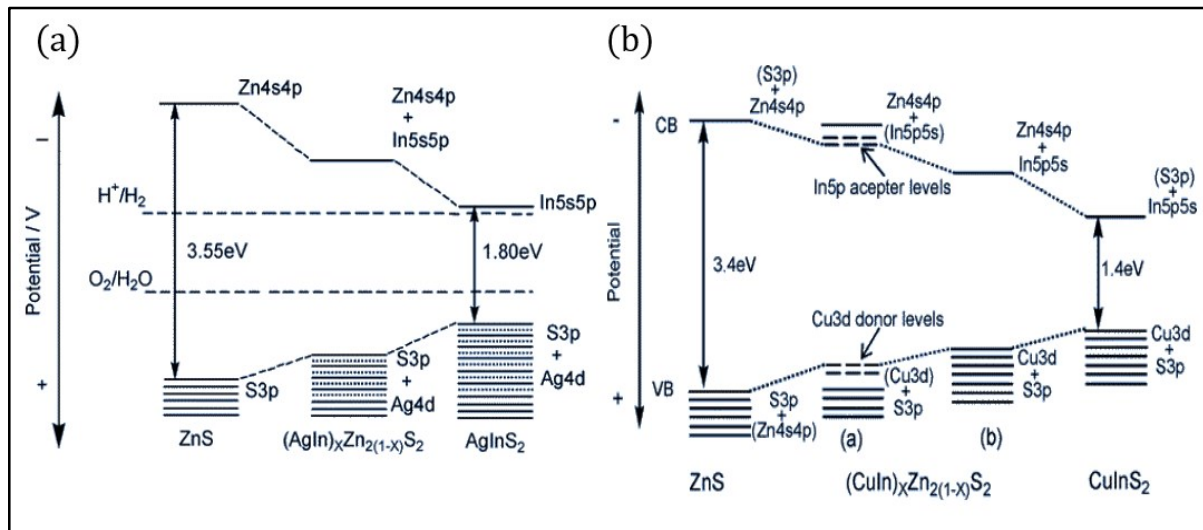 (a)
Zn4s4p
Zn4s4p
+
In5s5p
−
H⁺/H₂
In5s5p
3.55eV
1.80eV
O₂/H₂O
Potential / V
+
S3p
S3p
+
Ag4d
S3p
+
Ag4d
ZnS
(AgIn)ₓZn₂₍₁₋ₓ₎S₂
AgInS₂
(b)
-
CB
(S3p)
+
Zn4s4p
Zn4s4p
+
(In5p5s)
Zn4s4p
+
In5p5s
In5p accepter levels
(S3p)
+
In5p5s
Potential
3.4eV
1.4eV
Cu3d donor levels
+
VB
S3p
+
(Zn4s4p)
(Cu3d)
+
S3p
Cu3d
+
S3p
Cu3d
+
S3p
(a)
(b)
ZnS
(CuIn)ₓZn₂₍₁₋ₓ₎S₂
CuInS₂